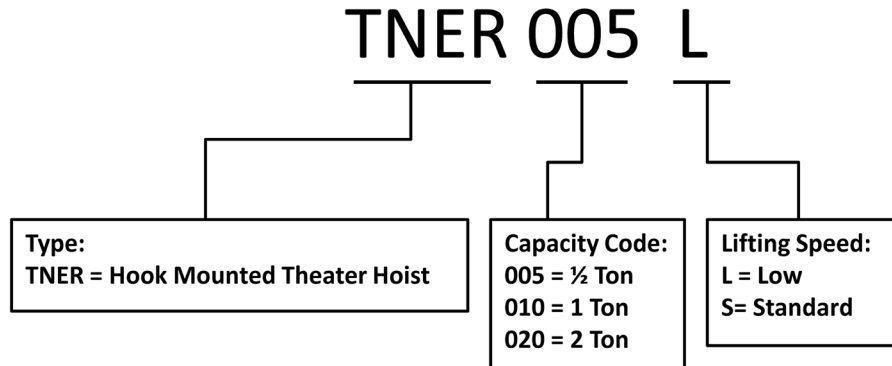 TNER 005 L
Type:
TNER = Hook Mounted Theater Hoist
Capacity Code:
005 = ½ Ton
010 = 1 Ton
020 = 2 Ton
Lifting Speed:
L = Low
S= Standard